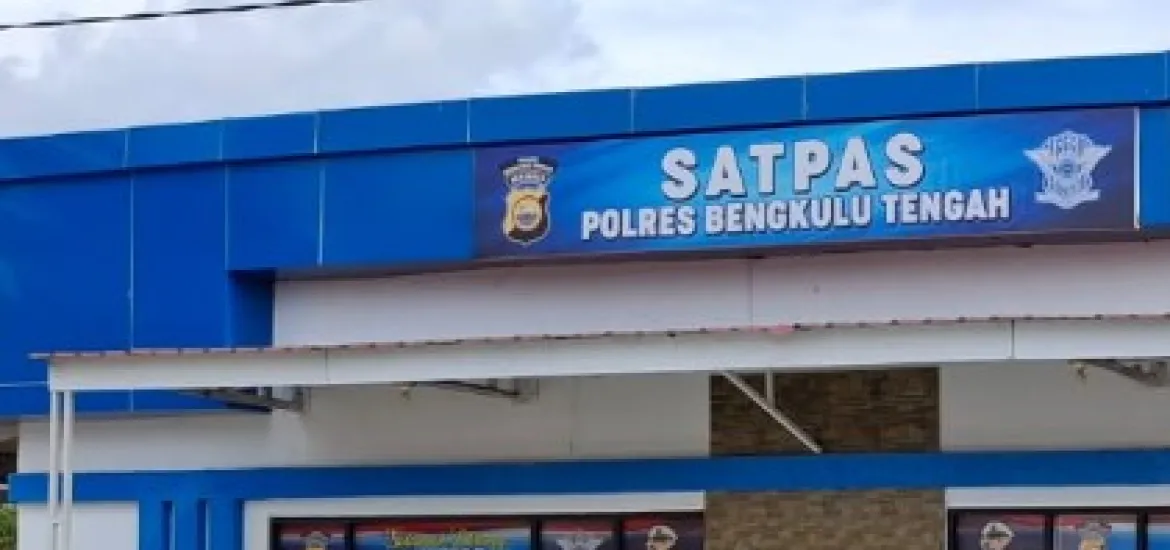 SATPAS
POLRES BENGKULU TENGAH